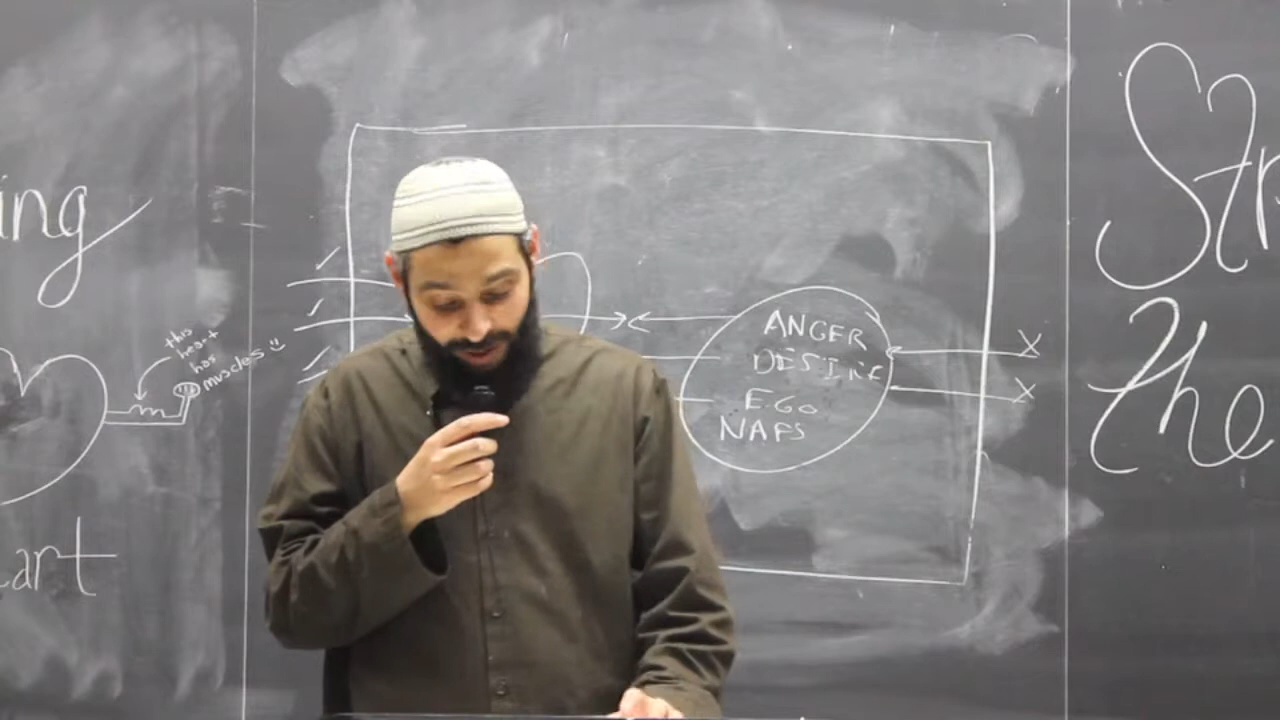 ing
this
heart
has
muscles
art
ANGER
DESIRE
EGO
NAFS
Str
The